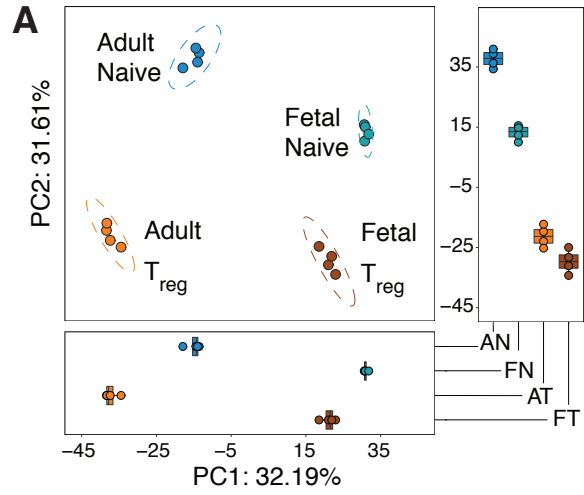 A
Adult
Naive
Fetal
Naive
Adult
Treg
Fetal
Treg
PC2: 31.61%
35
15
−5
−25
−45
AN
FN
AT
FT
−45 −25 −5 15 35
PC1: 32.19%